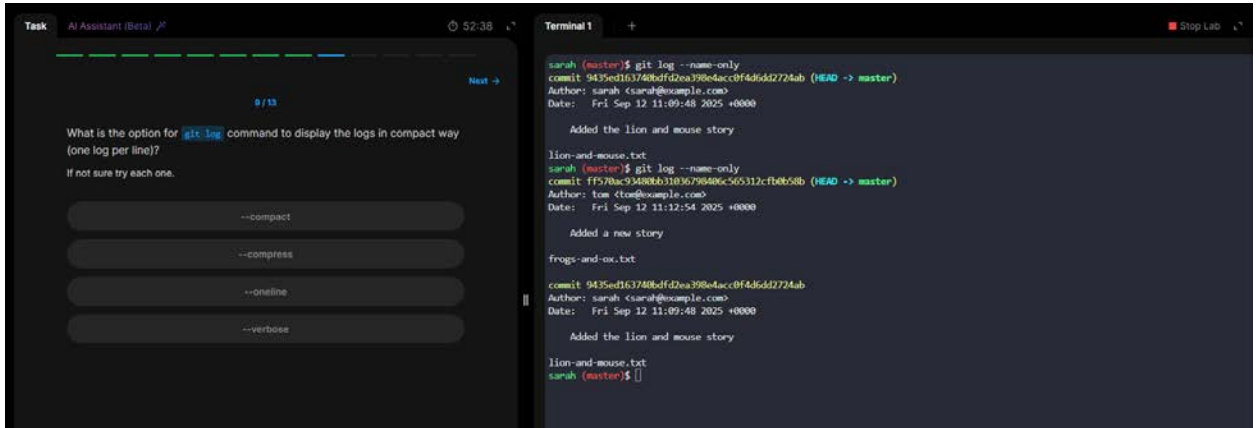 Task AI Assistant (Beta) 52:38
Next →
9 / 13
What is the option for git log command to display the logs in compact way
(one log per line)?
If not sure try each one.
--compact
--compress
--oneline
--verbose
Terminal 1 + Stop Lab
sarah (master)$ git log --name-only
commit 9435ed163740bdfd2ea398e4acc0f4d6dd2724ab (HEAD -> master)
Author: sarah <sarah@example.com>
Date: Fri Sep 12 11:09:48 2025 +0000
Added the lion and mouse story
lion-and-mouse.txt
sarah (master)$ git log --name-only
commit ff570ac93480bb31036798406c565312cfb0b58b (HEAD -> master)
Author: tom <tom@example.com>
Date: Fri Sep 12 11:12:54 2025 +0000
Added a new story
frogs-and-ox.txt
commit 9435ed163740bdfd2ea398e4acc0f4d6dd2724ab
Author: sarah <sarah@example.com>
Date: Fri Sep 12 11:09:48 2025 +0000
Added the lion and mouse story
lion-and-mouse.txt
sarah (master)$